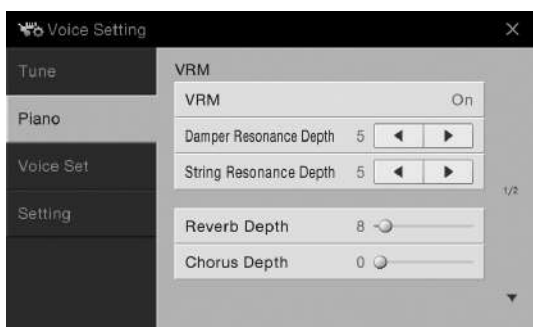 Voice Setting
Tune
Piano
Voice Set
Setting
VRM
VRM On
Damper Resonance Depth 5
String Resonance Depth 5
Reverb Depth 8
Chorus Depth 0
1/2